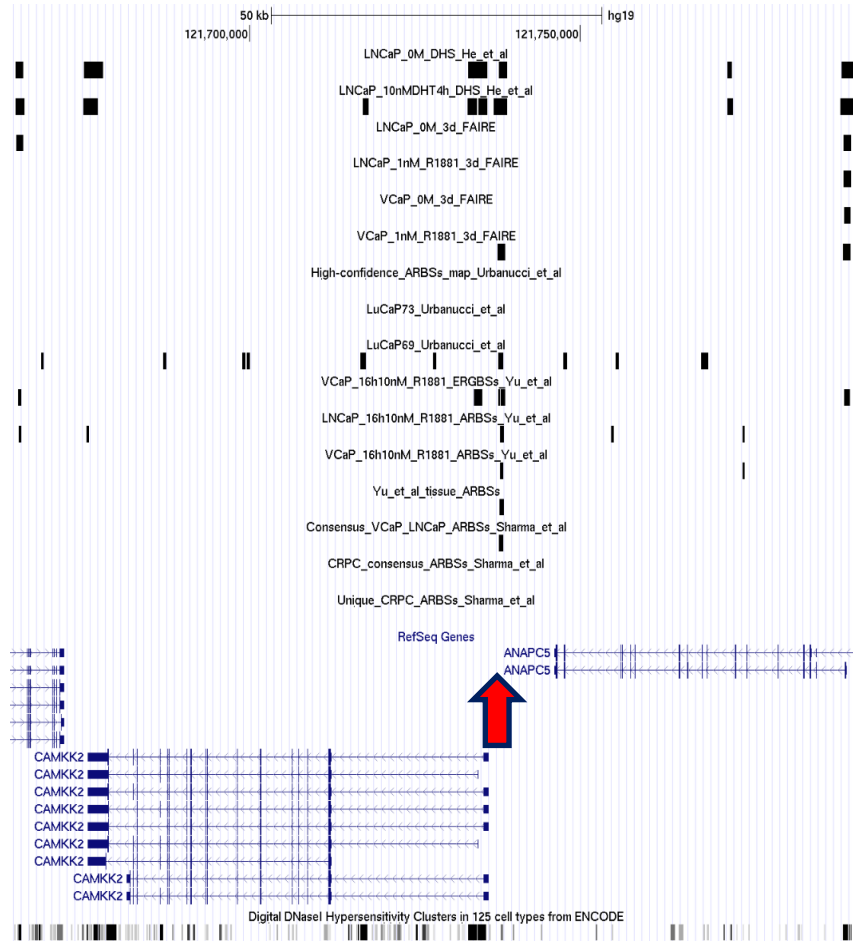 50 kb hg19
121,700,000 121,750,000
LNCaP_0M_DHS_He_et_al
LNCaP_10nMDHT4h_DHS_He_et_al
LNCaP_0M_3d_FAIRE
LNCaP_1nM_R1881_3d_FAIRE
VCaP_0M_3d_FAIRE
VCaP_1nM_R1881_3d_FAIRE
High-confidence_ARBSs_map_Urbanucci_et_al
LuCaP73_Urbanucci_et_al
LuCaP69_Urbanucci_et_al
VCaP_16h10nM_R1881_ERGBSs_Yu_et_al
LNCaP_16h10nM_R1881_ARBSs_Yu_et_al
VCaP_16h10nM_R1881_ARBSs_Yu_et_al
Yu_et_al_tissue_ARBSs
Consensus_VCaP_LNCaP_ARBSs_Sharma_et_al
CRPC_consensus_ARBSs_Sharma_et_al
Unique_CRPC_ARBSs_Sharma_et_al
RefSeq Genes
ANAPC5
ANAPC5
CAMKK2
CAMKK2
CAMKK2
CAMKK2
CAMKK2
CAMKK2
CAMKK2
CAMKK2
CAMKK2
Digital DNaseI Hypersensitivity Clusters in 125 cell types from ENCODE